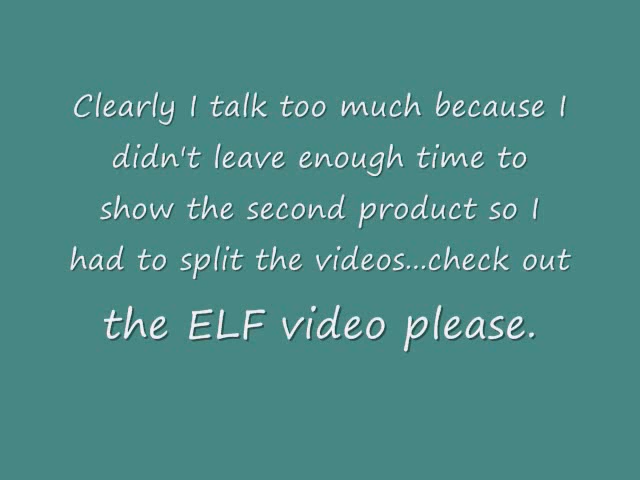 Clearly I talk too much because I
didn't leave enough time to
show the second product so I
had to split the videos...check out
the ELF video please.